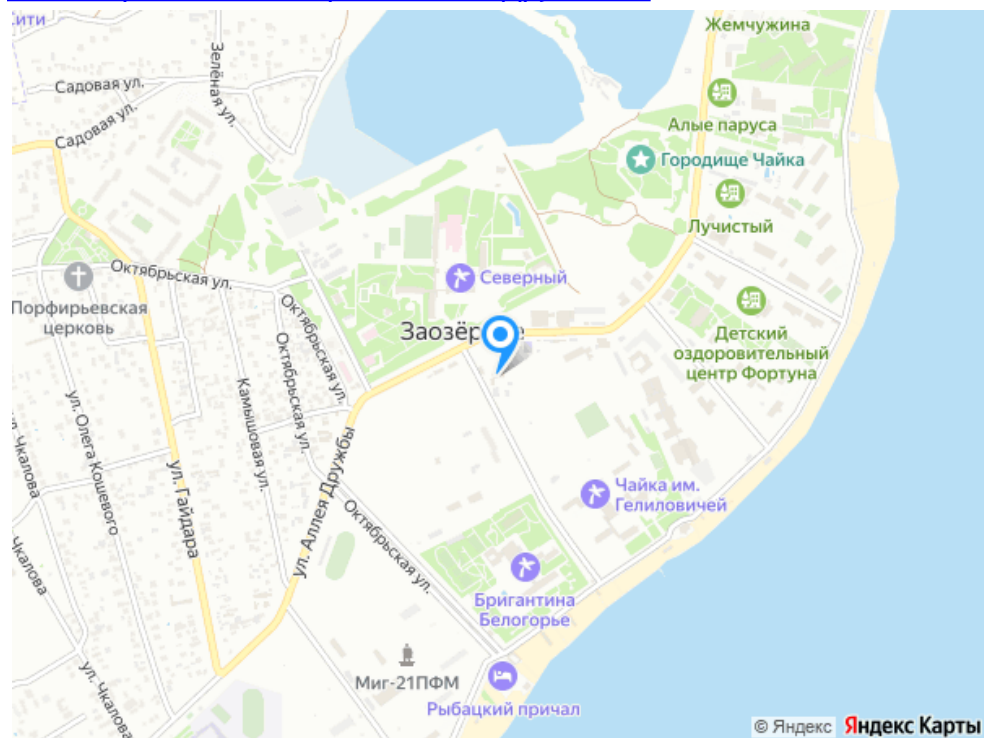 Сити
Жемчужина
Зелёная ул.
Садовая ул.
Садовая ул.
Алые паруса
Городище Чайка
Лучистый
Октябрьская ул.
Северный
Порфирьевская
церковь
Октябрьская ул.
Октябрьская ул.
Детский
оздоровительный
центр Фортуна
Камышовая ул.
ул. Олега Кошевого
ул. Чкалова
ул. Гайдара
ул. Аллея Дружбы
Чайка им.
Гелиловичей
Октябрьская ул.
Чкалова
Бригантина
Белогорье
Миг-21ПФМ
ул. Чкалова
Рыбацкий причал
© Яндекс Яндекс Карты